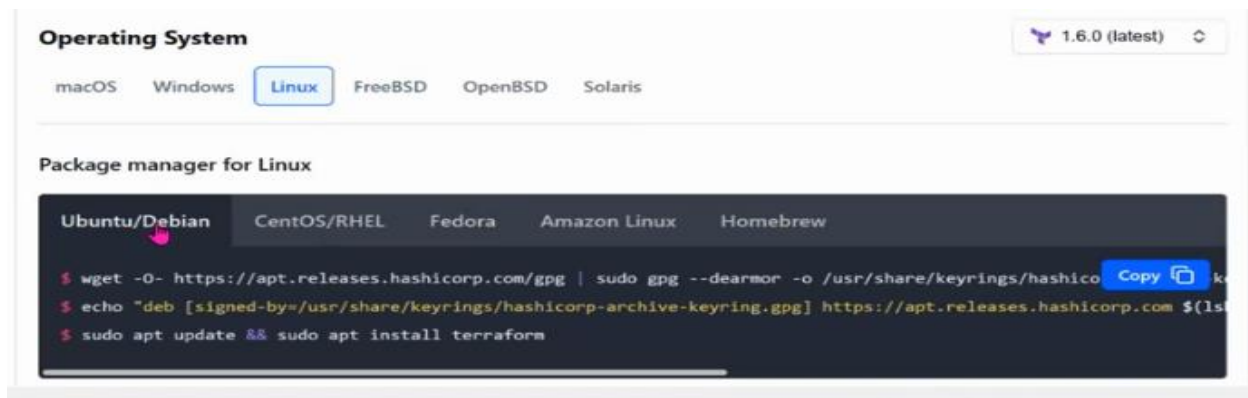 Operating System
1.6.0 (latest)
macOS Windows Linux FreeBSD OpenBSD Solaris
Package manager for Linux
Ubuntu/Debian CentOS/RHEL Fedora Amazon Linux Homebrew
$ wget -O- https://apt.releases.hashicorp.com/gpg | sudo gpg --dearmor -o /usr/share/keyrings/hashico
Copy
$ echo "deb [signed-by=/usr/share/keyrings/hashicorp-archive-keyring.gpg] https://apt.releases.hashicorp.com $(ls
$ sudo apt update && sudo apt install terraform